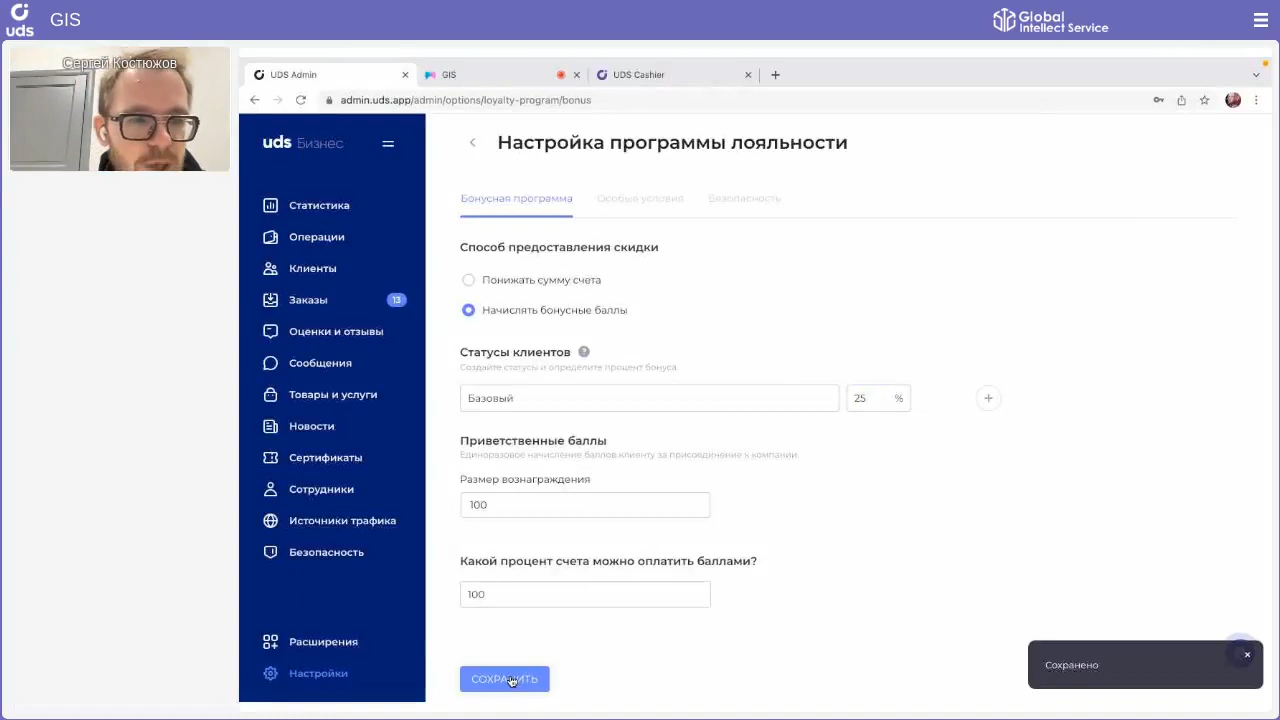 uds
GIS
Global
Intellect Service
Сергей Костюжов
UDS Admin
GIS
UDS Cashier
admin.uds.app/admin/options/loyalty-program/bonus
uds Бизнес
Статистика
Операции
Клиенты
Заказы 13
Оценки и отзывы
Сообщения
Товары и услуги
Новости
Сертификаты
Сотрудники
Источники трафика
Безопасность
Расширения
Настройки
Настройка программы лояльности
Бонусная программа Особые условия Безопасность
Способ предоставления скидки
Понижать сумму счета
Начислять бонусные баллы
Статусы клиентов ?
Создайте статусы и определите процент бонуса.
Базовый 25 %
Приветственные баллы
Единоразовое начисление баллов клиенту за присоединение к компании.
Размер вознаграждения
100
Какой процент счета можно оплатить баллами?
100
СОХРАНИТЬ
Сохранено